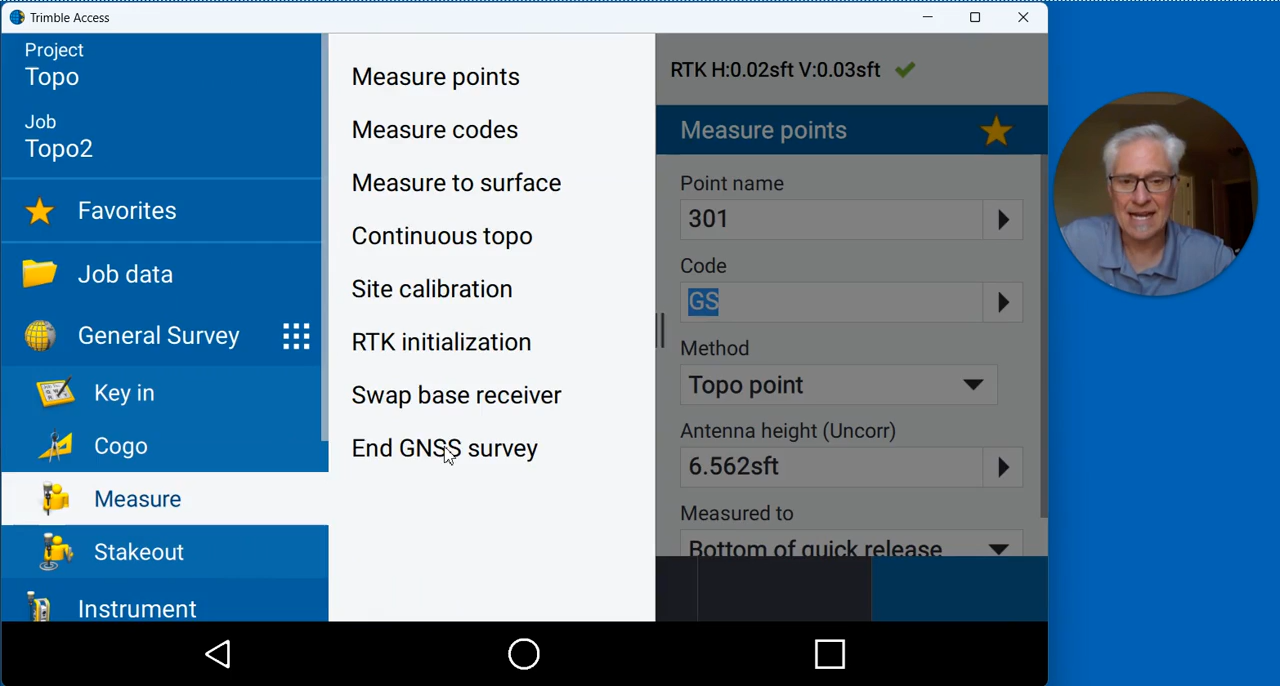 Trimble Access
Project
Topo
Job
Topo2
Favorites
Job data
General Survey
Key in
Cogo
Measure
Stakeout
Instrument
Measure points
Measure codes
Measure to surface
Continuous topo
Site calibration
RTK initialization
Swap base receiver
End GNSS survey
RTK H:0.02sft V:0.03sft
Measure points
Point name
301
Code
GS
Method
Topo point
Antenna height (Uncorr)
6.562sft
Measured to
Bottom of quick release